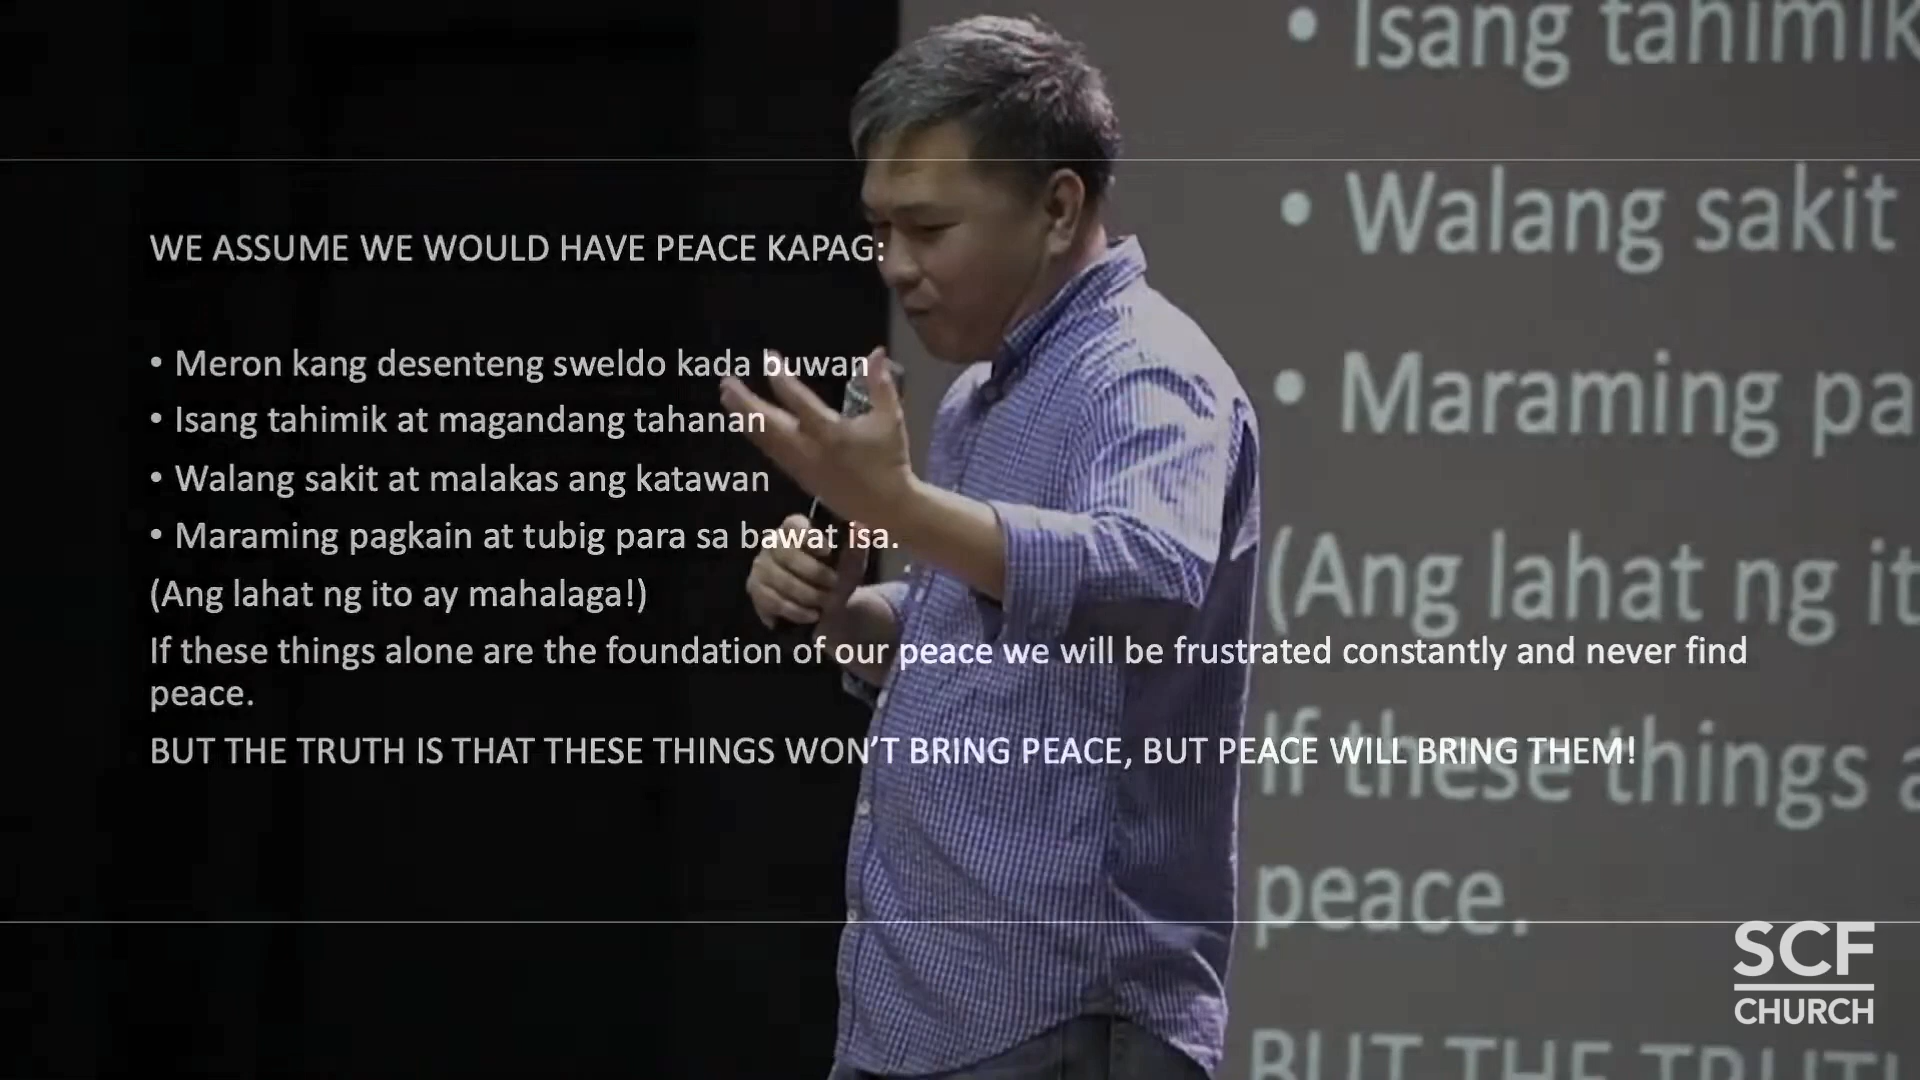 WE ASSUME WE WOULD HAVE PEACE KAPAG:
• Meron kang desenteng sweldo kada buwan
• Isang tahimik at magandang tahanan
• Walang sakit at malakas ang katawan
• Maraming pagkain at tubig para sa bawat isa.
(Ang lahat ng ito ay mahalaga!)
If these things alone are the foundation of our peace we will be frustrated constantly and never find
peace.
BUT THE TRUTH IS THAT THESE THINGS WON’T BRING PEACE, BUT PEACE WILL BRING THEM!
• Isang tahimik
• Walang sakit
• Maraming pa
(Ang lahat ng it
If these things a
peace.
BUT THE TRUTH
SCF
CHURCH